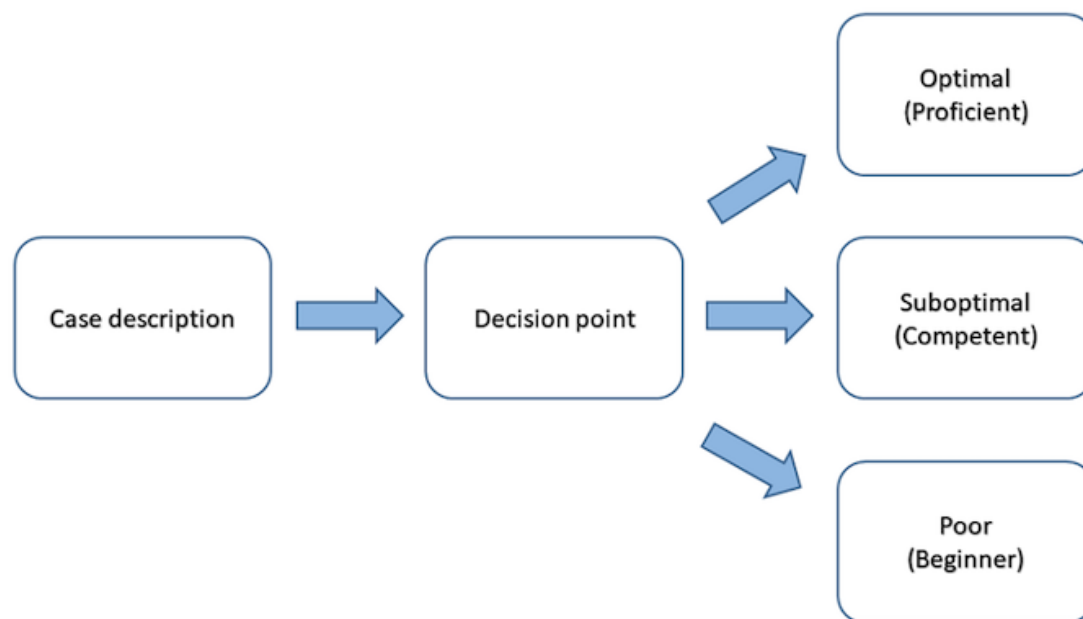 Case description
Decision point
Optimal
(Proficient)
Suboptimal
(Competent)
Poor
(Beginner)